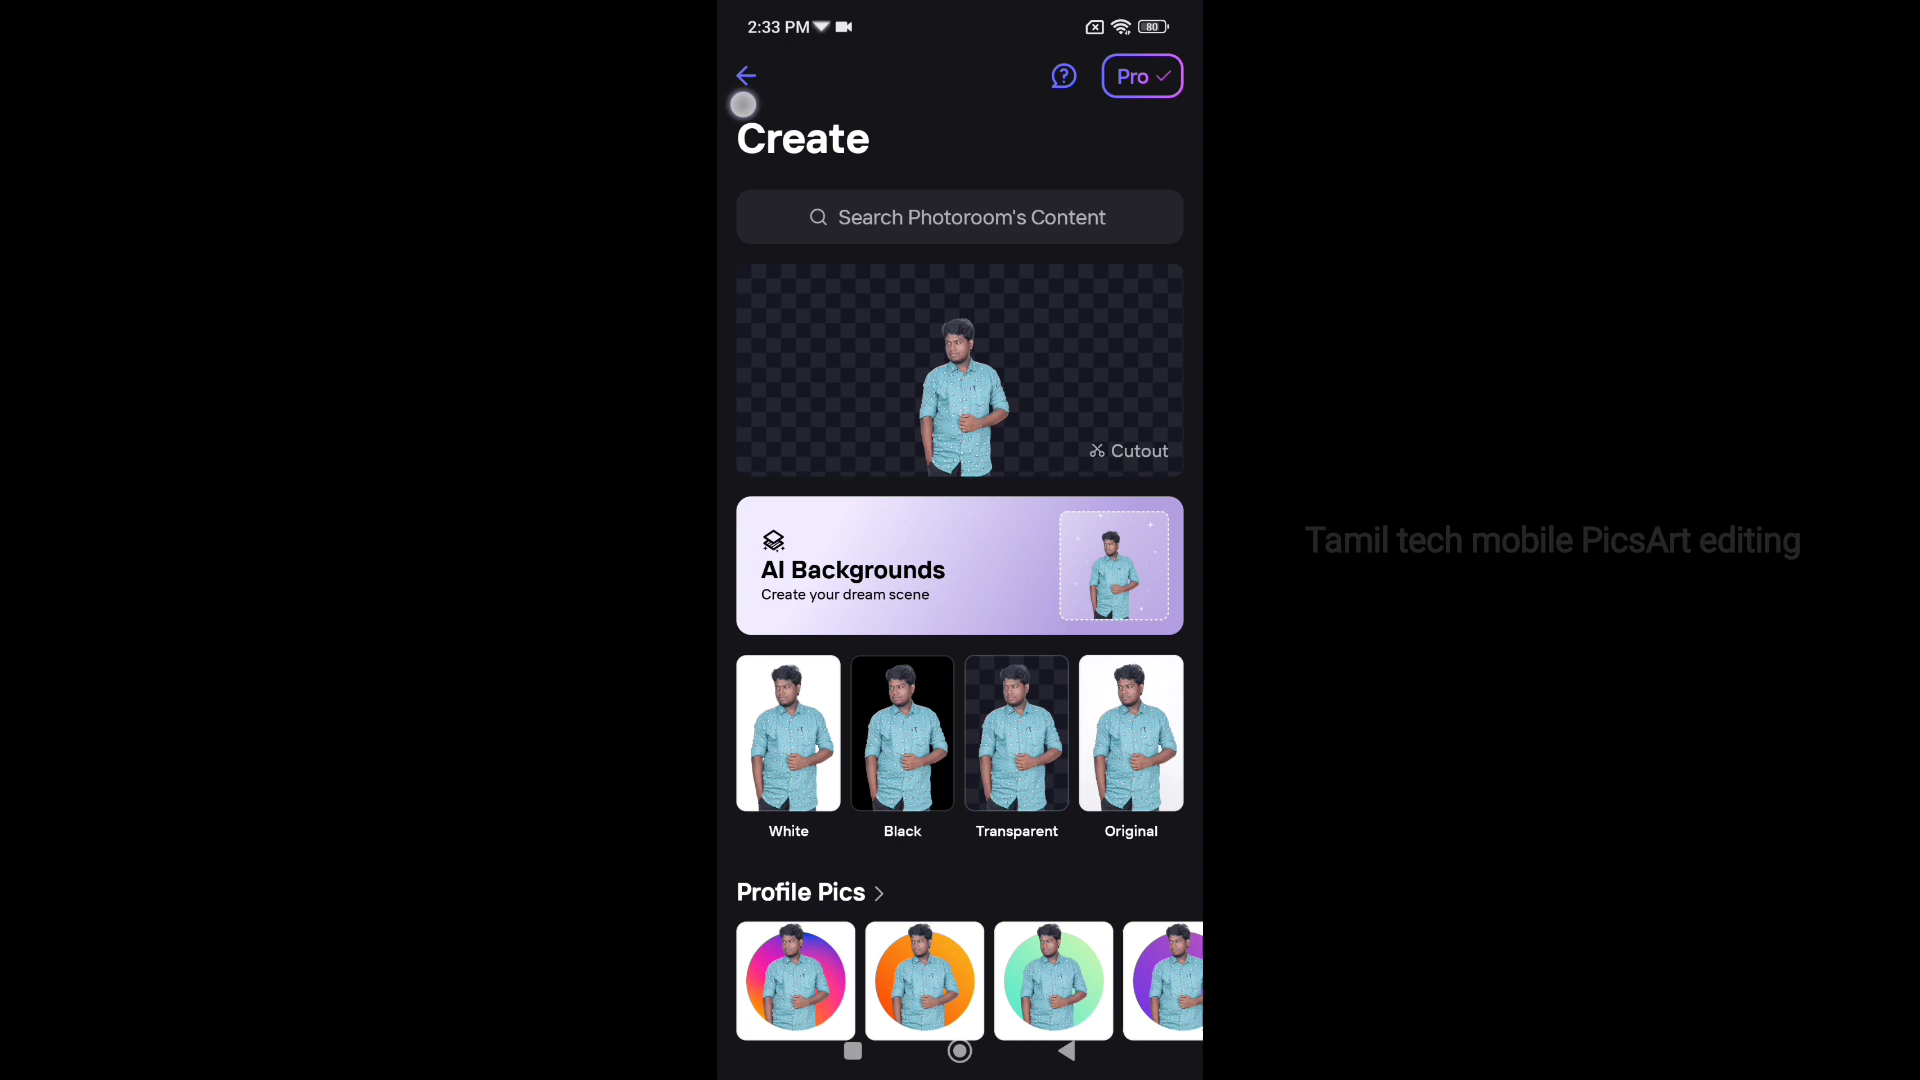 2:33 PM
80
Pro
Create
Search Photoroom's Content
Cutout
AI Backgrounds
Create your dream scene
White
Black
Transparent
Original
Profile Pics
Tamil tech mobile PicsArt editing